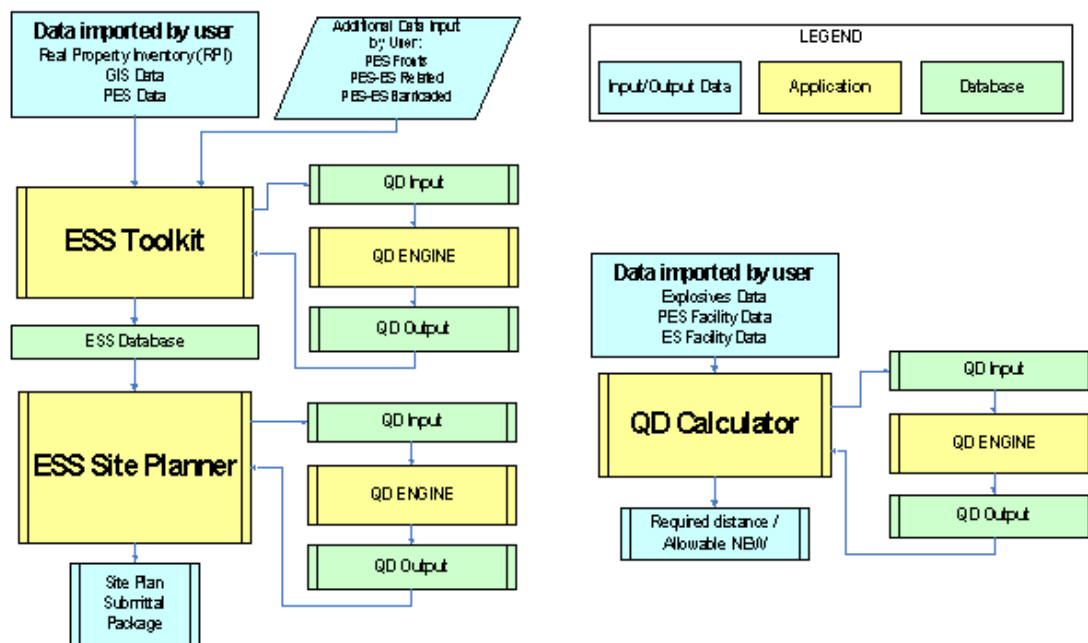 Data imported by user
Real Property Inventory (RPI)
GIS Data
PES Data
Additional Data Input
by User:
PES Fronts
PES-ES Related
PES-ES Barricaded
LEGEND
Input/Output Data
Application
Database
ESS Toolkit
QD Input
QD ENGINE
QD Output
ESS Database
ESS Site Planner
QD Input
QD ENGINE
QD Output
Site Plan
Submittal
Package
Data imported by user
Explosives Data
PES Facility Data
ES Facility Data
QD Calculator
QD Input
QD ENGINE
QD Output
Required distance /
Allowable NEW